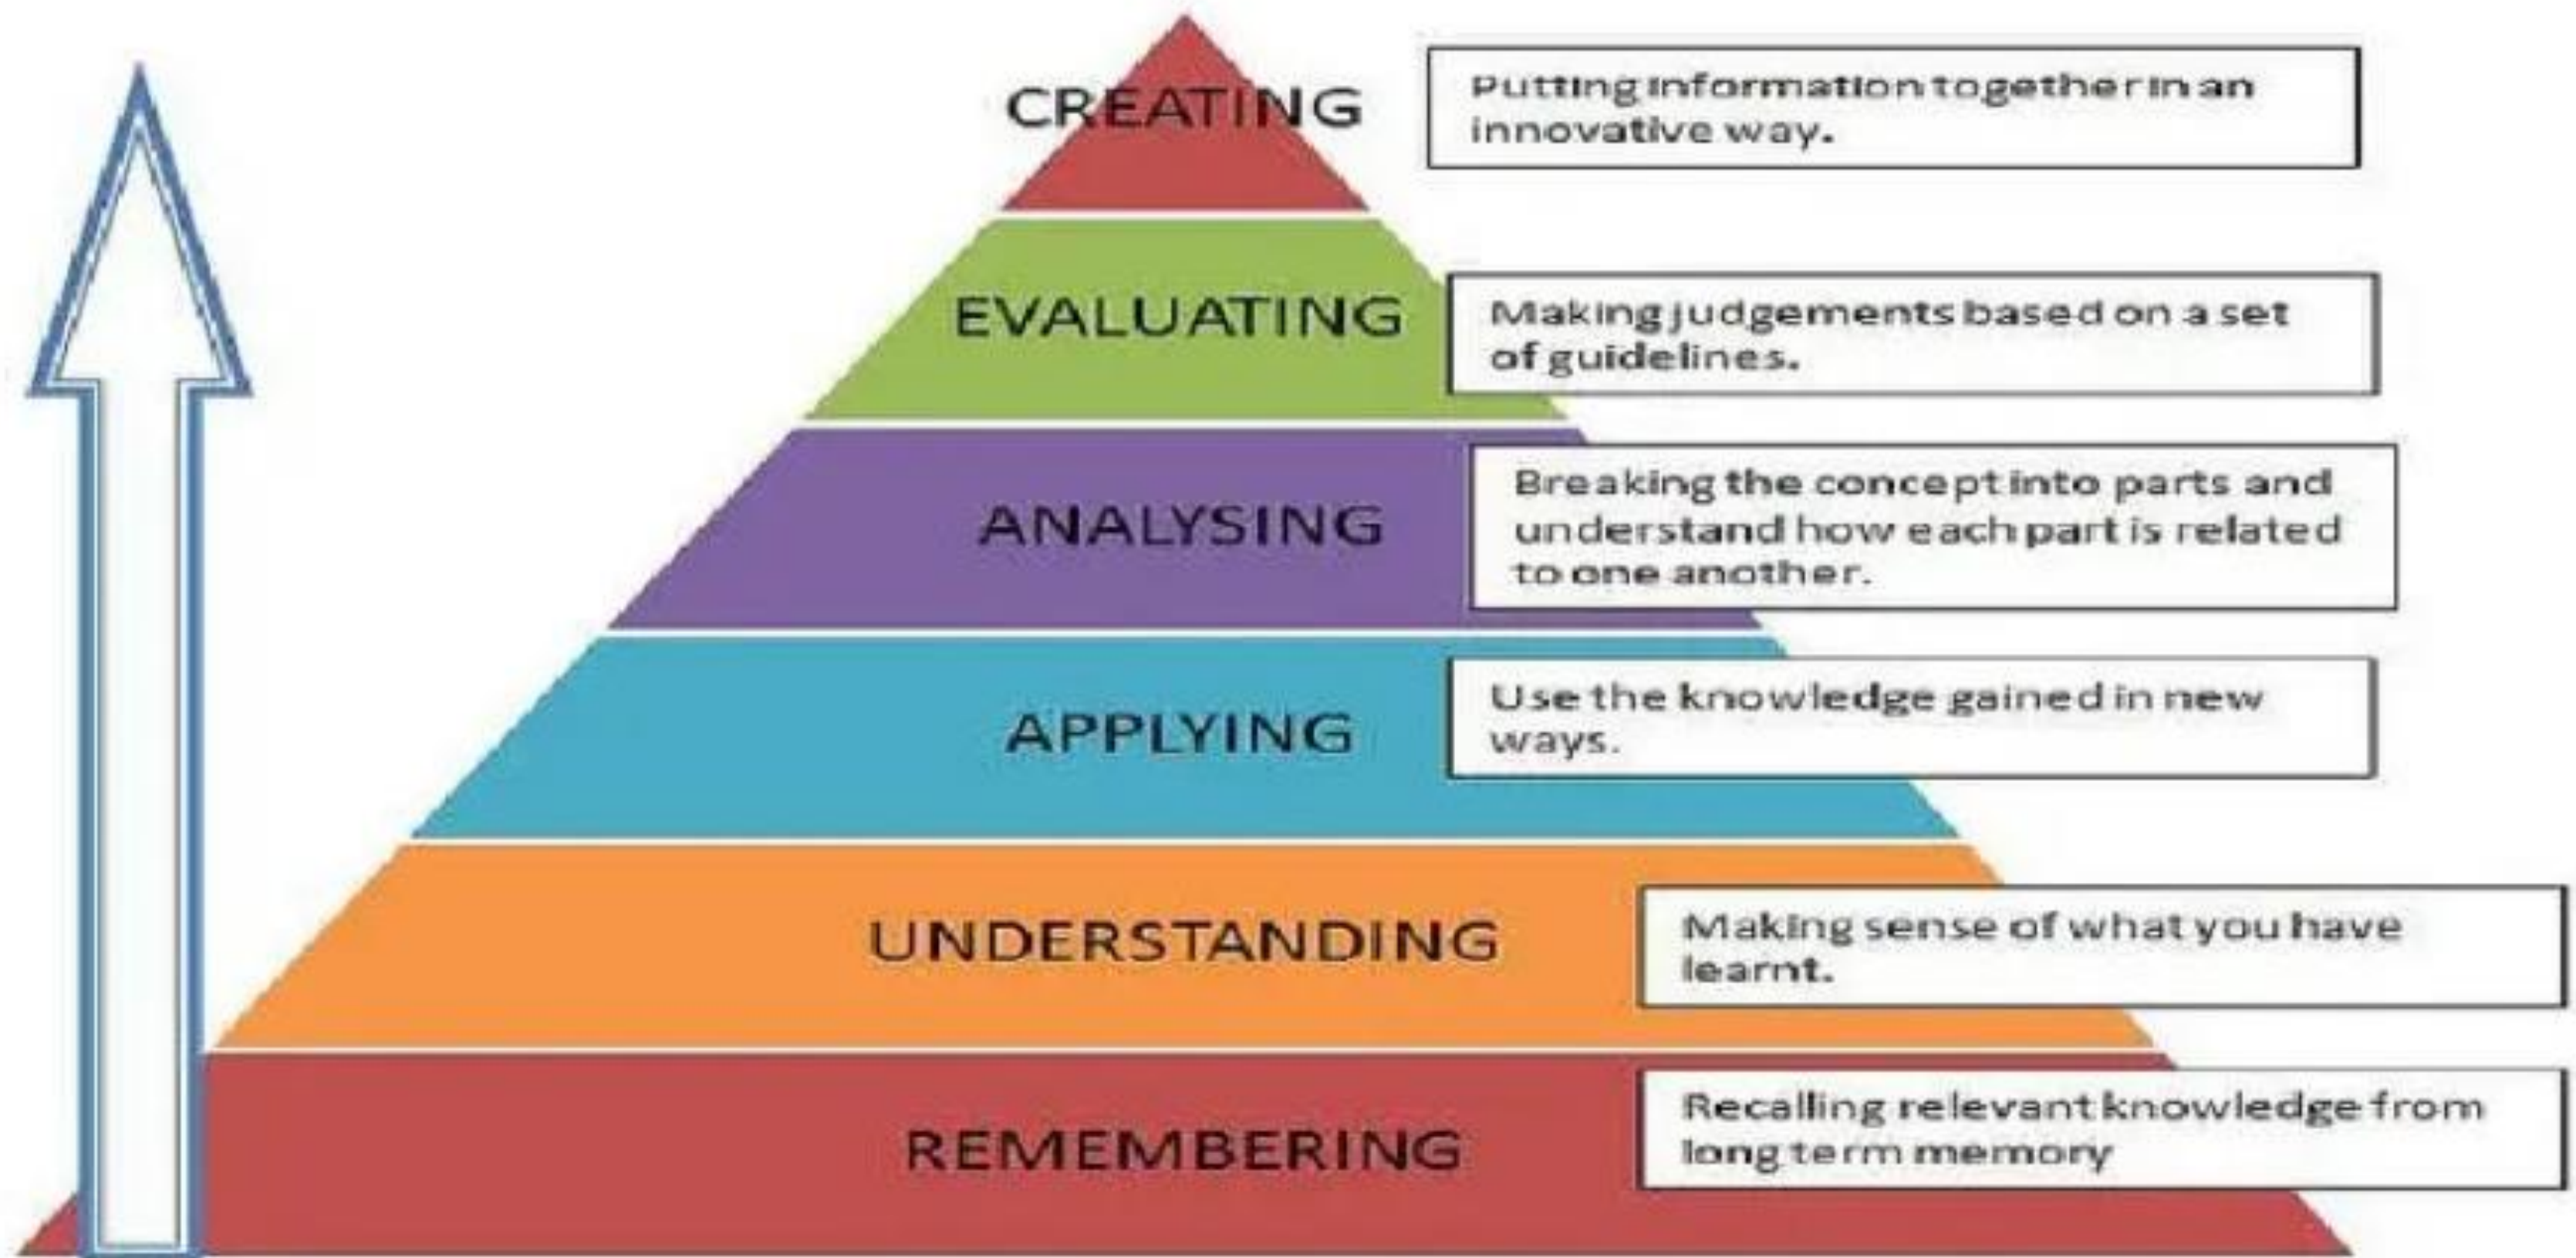 CREATING
Putting information together in an
innovative way.
EVALUATING
Making judgements based on a set
of guidelines.
ANALYSING
Breaking the concept into parts and
understand how each part is related
to one another.
APPLYING
Use the knowledge gained in new
ways.
UNDERSTANDING
Making sense of what you have
learnt.
REMEMBERING
Recalling relevant knowledge from
long term memory